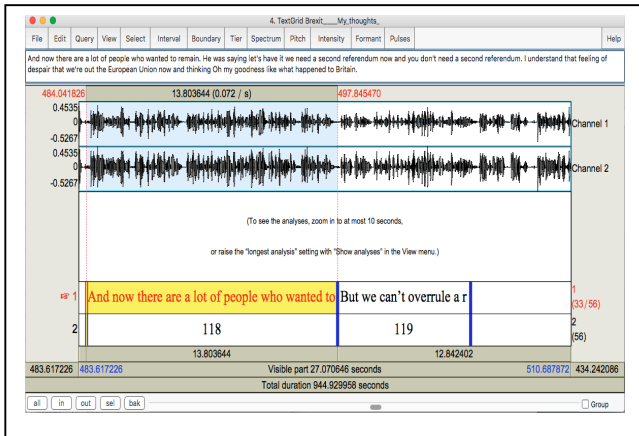 4. TextGrid Brexit____My_thoughts_
File Edit Query View Select Interval Boundary Tier Spectrum Pitch Intensity Formant Pulses Help
And now there are a lot of people who wanted to remain. He was saying let's have it we need a second referendum now and you don't need a second referendum. I understand that feeling of
despair that we're out the European Union now and thinking Oh my goodness like what happened to Britain.
484.041826 13.803644 (0.072 / s) 497.845470
0.4535
0 Channel 1
-0.5267
0.4535
0 Channel 2
-0.5267
(To see the analyses, zoom in to at most 10 seconds,
or raise the "longest analysis" setting with "Show analyses" in the View menu.)
1 And now there are a lot of people who wanted to But we can't overrule a r 1
(33/56)
2 118 119 2
(56)
13.803644 12.842402
483.617226 483.617226 Visible part 27.070646 seconds 510.687872 434.242086
Total duration 944.929958 seconds
all in out sel bak Group